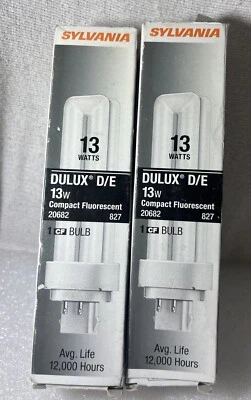 SYLVANIA
13
WATTS
DULUX® D/E
13W
Compact Fluorescent
20682 827
1 CF BULB
Avg. Life
12,000 Hours
SYLVANIA
13
WATTS
DULUX® D/E
13W
Compact Fluorescent
20682 827
1 CF BULB
Avg. Life
12,000 Hours